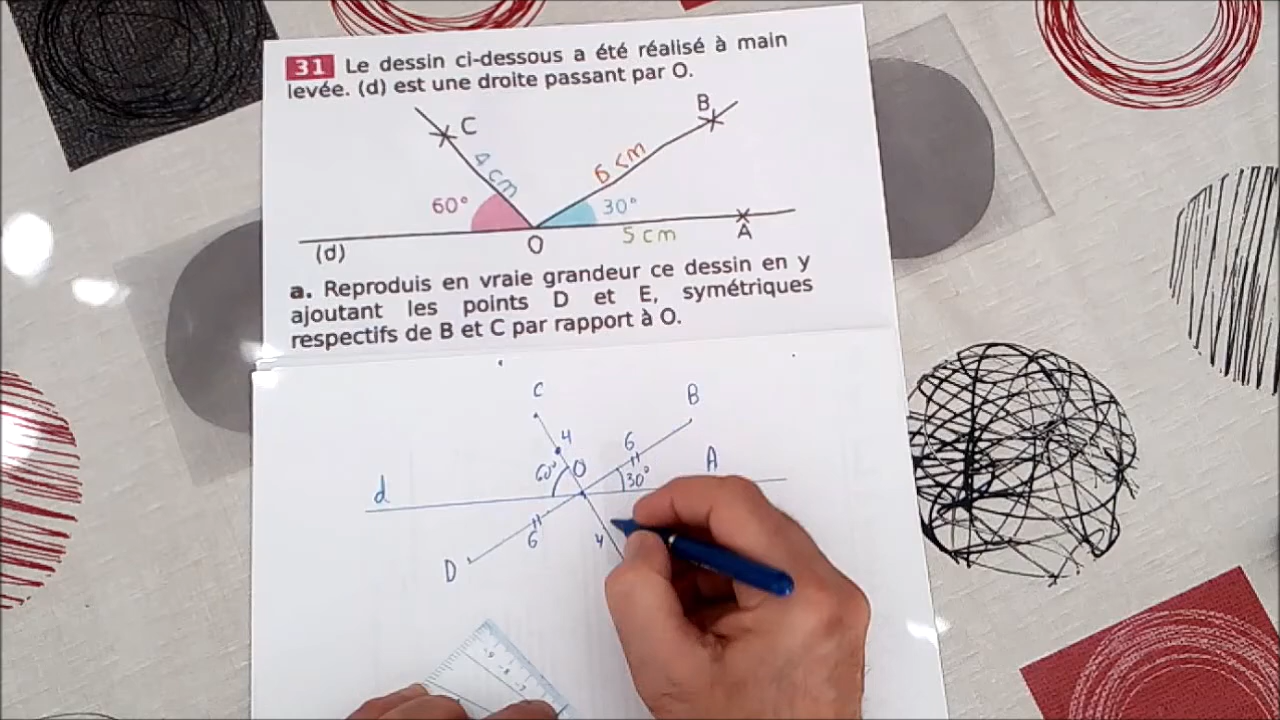 31 Le dessin ci-dessous a été réalisé à main
levée. (d) est une droite passant par O.
C
B
4 cm
6 cm
60°
30°
(d)
O
5 cm
A
a. Reproduis en vraie grandeur ce dessin en y
ajoutant les points D et E, symétriques
respectifs de B et C par rapport à O.
C
B
4
6
A
60°
O
30°
d
6
4
D